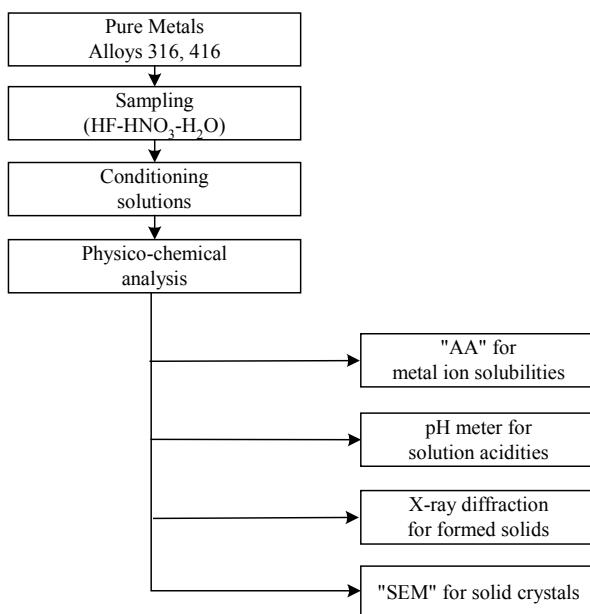 Pure Metals
Alloys 316, 416
Sampling
(HF-HNO₃-H₂O)
Conditioning
solutions
Physico-chemical
analysis
"AA" for
metal ion solubilities
pH meter for
solution acidities
X-ray diffraction
for formed solids
"SEM" for solid crystals